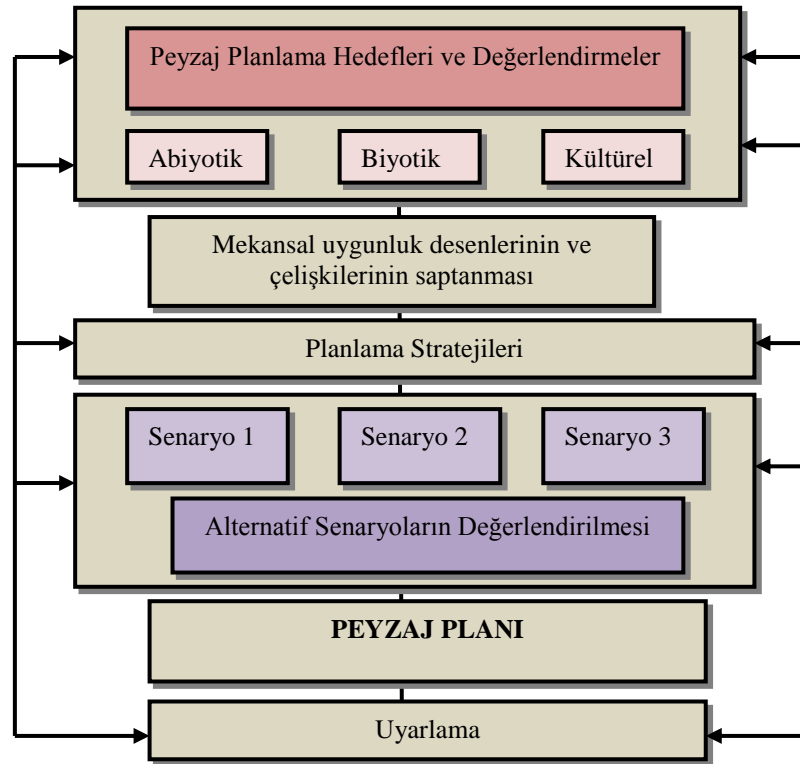 Peyzaj Planlama Hedefleri ve Değerlendirmeler
Abiyotik
Biyotik
Kültürel
Mekansal uygunluk desenlerinin ve
çelişkilerinin saptanması
Planlama Stratejileri
Senaryo 1
Senaryo 2
Senaryo 3
Alternatif Senaryoların Değerlendirilmesi
PEYZAJ PLANI
Uyarlama